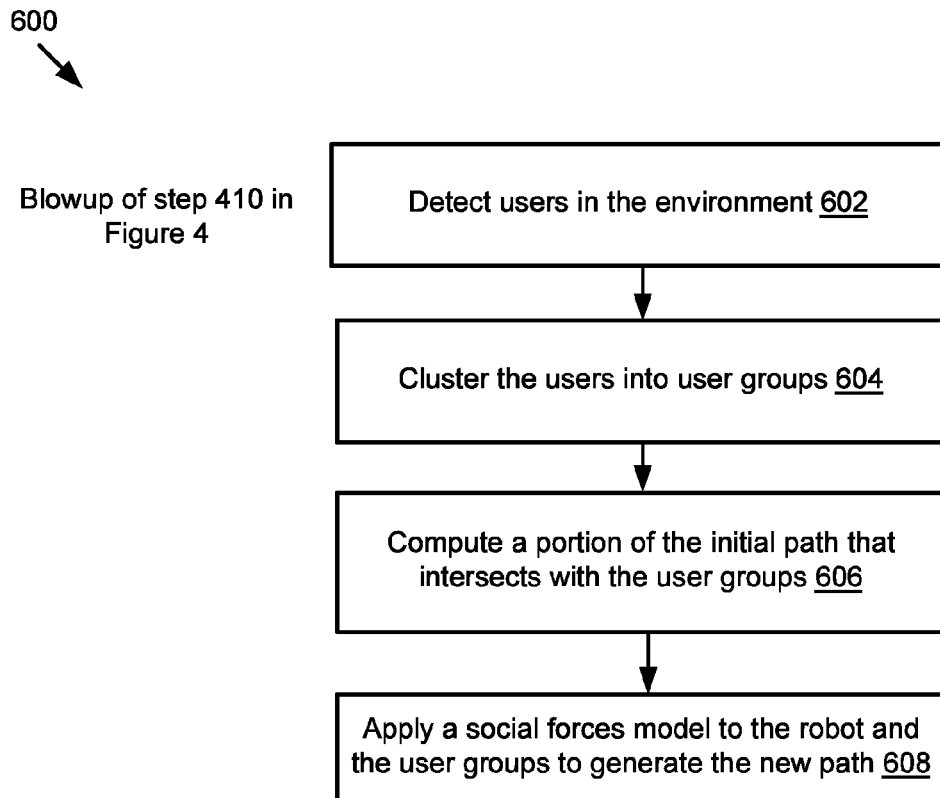 600
Blowup of step 410 in
Figure 4
Detect users in the environment 602
Cluster the users into user groups 604
Compute a portion of the initial path that
intersects with the user groups 606
Apply a social forces model to the robot and
the user groups to generate the new path 608